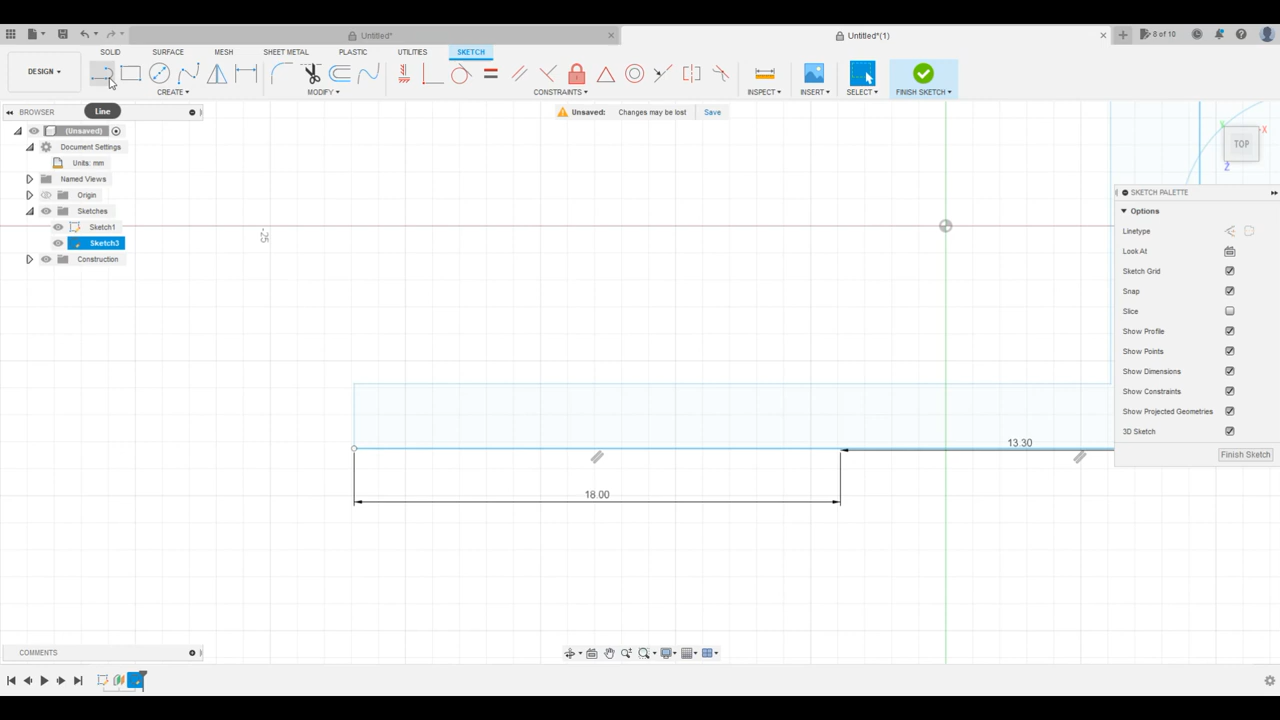 Untitled*
Untitled*(1)
8 of 10
SOLID
SURFACE
MESH
SHEET METAL
PLASTIC
UTILITIES
SKETCH
DESIGN
CREATE
MODIFY
CONSTRAINTS
INSPECT
INSERT
SELECT
FINISH SKETCH
Line
BROWSER
Unsaved: Changes may be lost Save
(Unsaved)
Document Settings
Units: mm
Named Views
Origin
Sketches
Sketch1
Sketch3
Construction
TOP
X
Y
Z
-25
SKETCH PALETTE
Options
Linetype
Look At
Sketch Grid
Snap
Slice
Show Profile
Show Points
Show Dimensions
Show Constraints
Show Projected Geometries
3D Sketch
Finish Sketch
13.30
18.00
COMMENTS